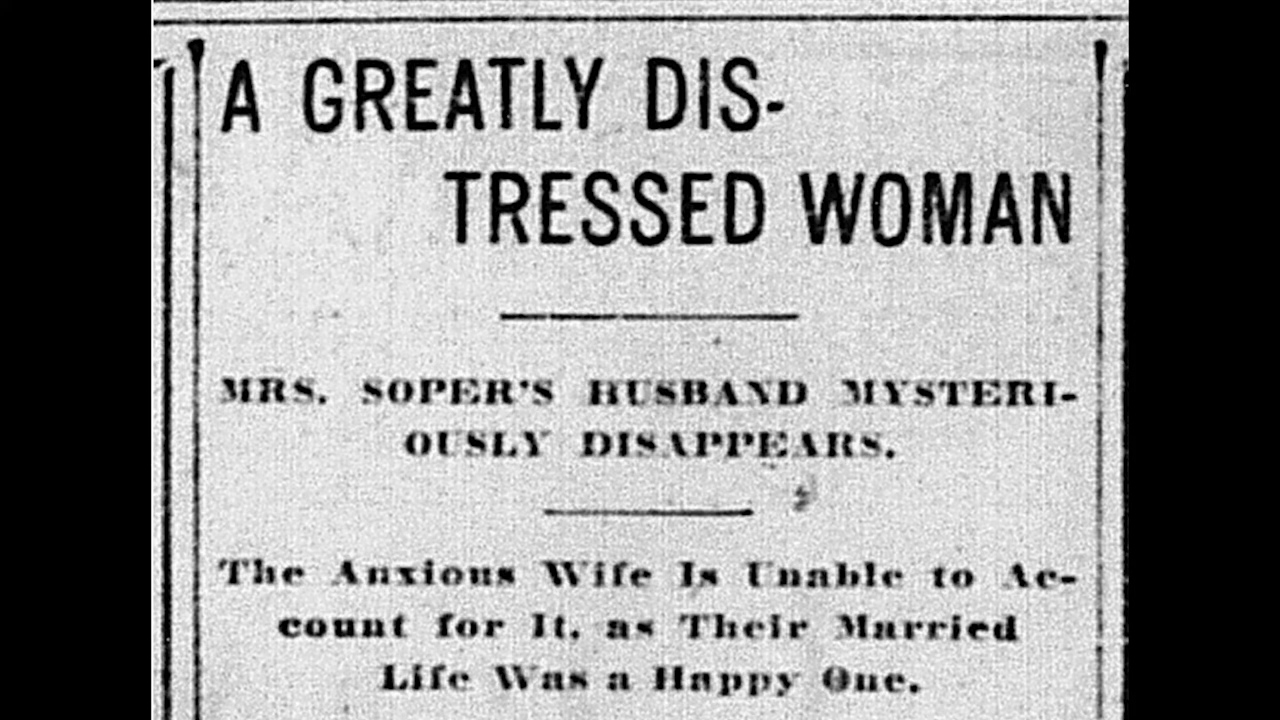 A GREATLY DIS-
TRESSED WOMAN
MRS. SOPER'S HUSBAND MYSTERI-
OUSLY DISAPPEARS.
The Anxious Wife Is Unable to Ac-
count for It, as Their Married
Life Was a Happy One.